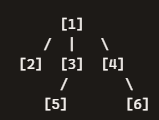 [1]
/ | \
[2] [3] [4]
/ \
[5] [6]